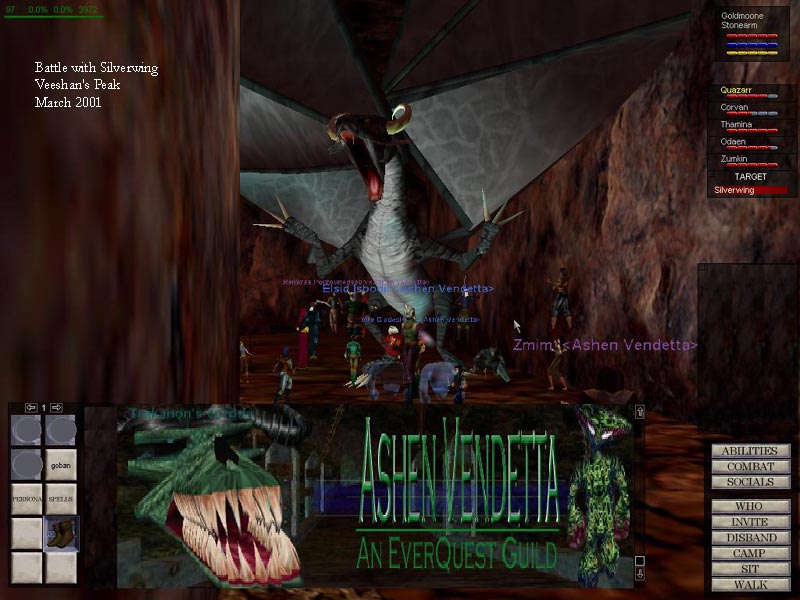 97 0.0% 0.0% 3972
Battle with Silverwing
Veeshan's Peak
March 2001
Goldmoone
Stonearm
Quazarr
Corvan
Thamina
Odaen
Zumkin
TARGET
Silverwing
<Ashen Vendetta>
Ashen Vendetta>
Zmimi <Ashen Vendetta>
1
goban
PERSONA
SPELLS
ASHEN VENDETTA
AN EVERQUEST GUILD
ABILITIES
COMBAT
SOCIALS
WHO
INVITE
DISBAND
CAMP
SIT
WALK